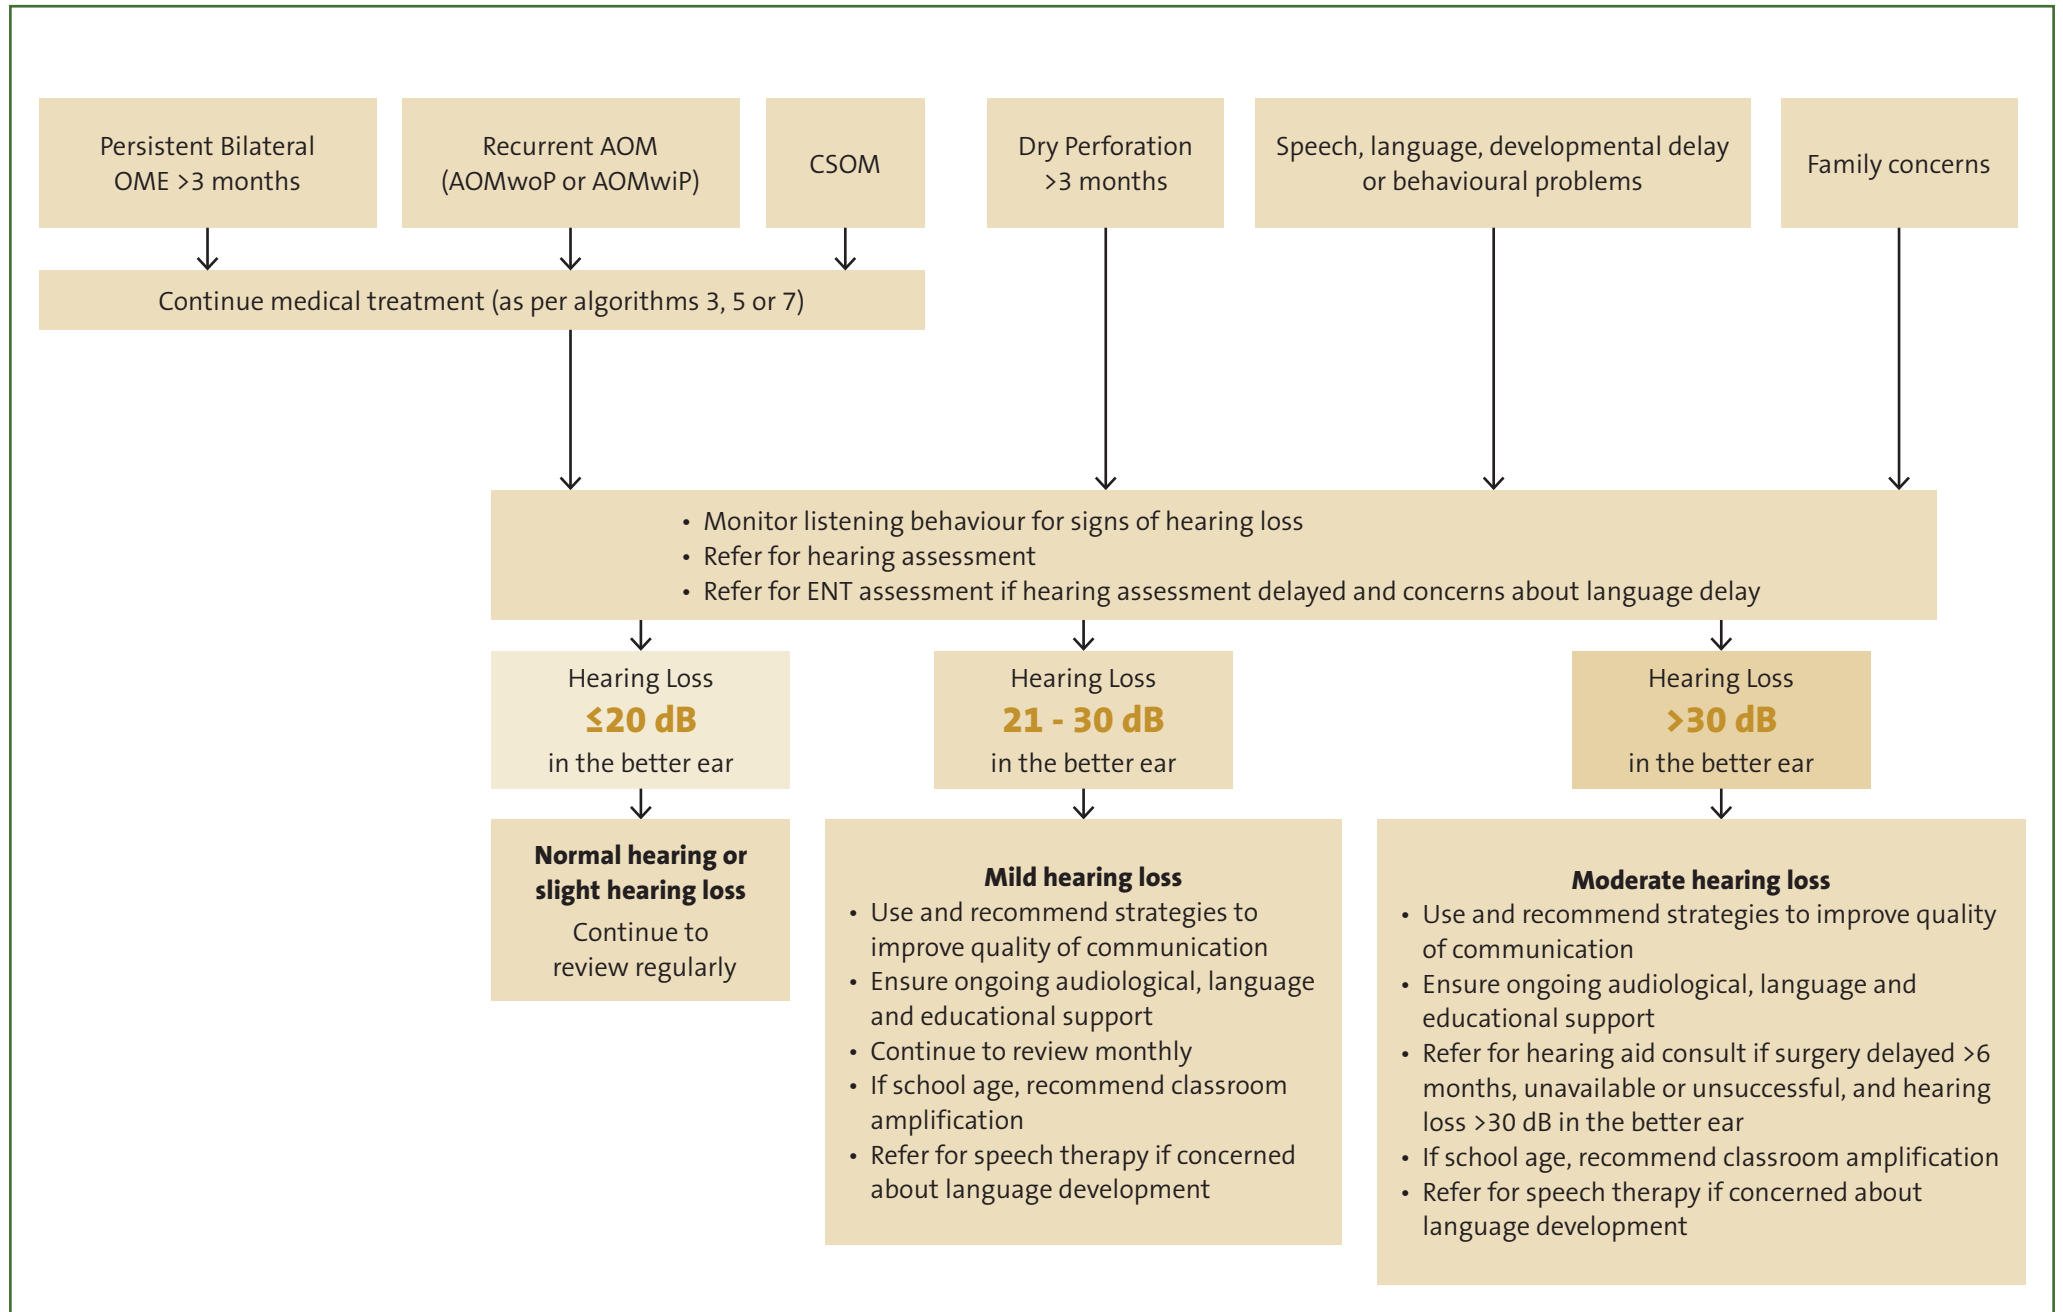 Persistent Bilateral
OME >3 months
Recurrent AOM
(AOMwoP or AOMwiP)
CSOM
Dry Perforation
>3 months
Speech, language, developmental delay
or behavioural problems
Family concerns
Continue medical treatment (as per algorithms 3, 5 or 7)
• Monitor listening behaviour for signs of hearing loss
• Refer for hearing assessment
• Refer for ENT assessment if hearing assessment delayed and concerns about language delay
Hearing Loss
≤20 dB
in the better ear
Hearing Loss
21 - 30 dB
in the better ear
Hearing Loss
>30 dB
in the better ear
Normal hearing or
slight hearing loss
Continue to
review regularly
Mild hearing loss
• Use and recommend strategies to
improve quality of communication
• Ensure ongoing audiological, language
and educational support
• Continue to review monthly
• If school age, recommend classroom
amplification
• Refer for speech therapy if concerned
about language development
Moderate hearing loss
• Use and recommend strategies to improve quality
of communication
• Ensure ongoing audiological, language and
educational support
• Refer for hearing aid consult if surgery delayed >6
months, unavailable or unsuccessful, and hearing
loss >30 dB in the better ear
• If school age, recommend classroom amplification
• Refer for speech therapy if concerned about
language development